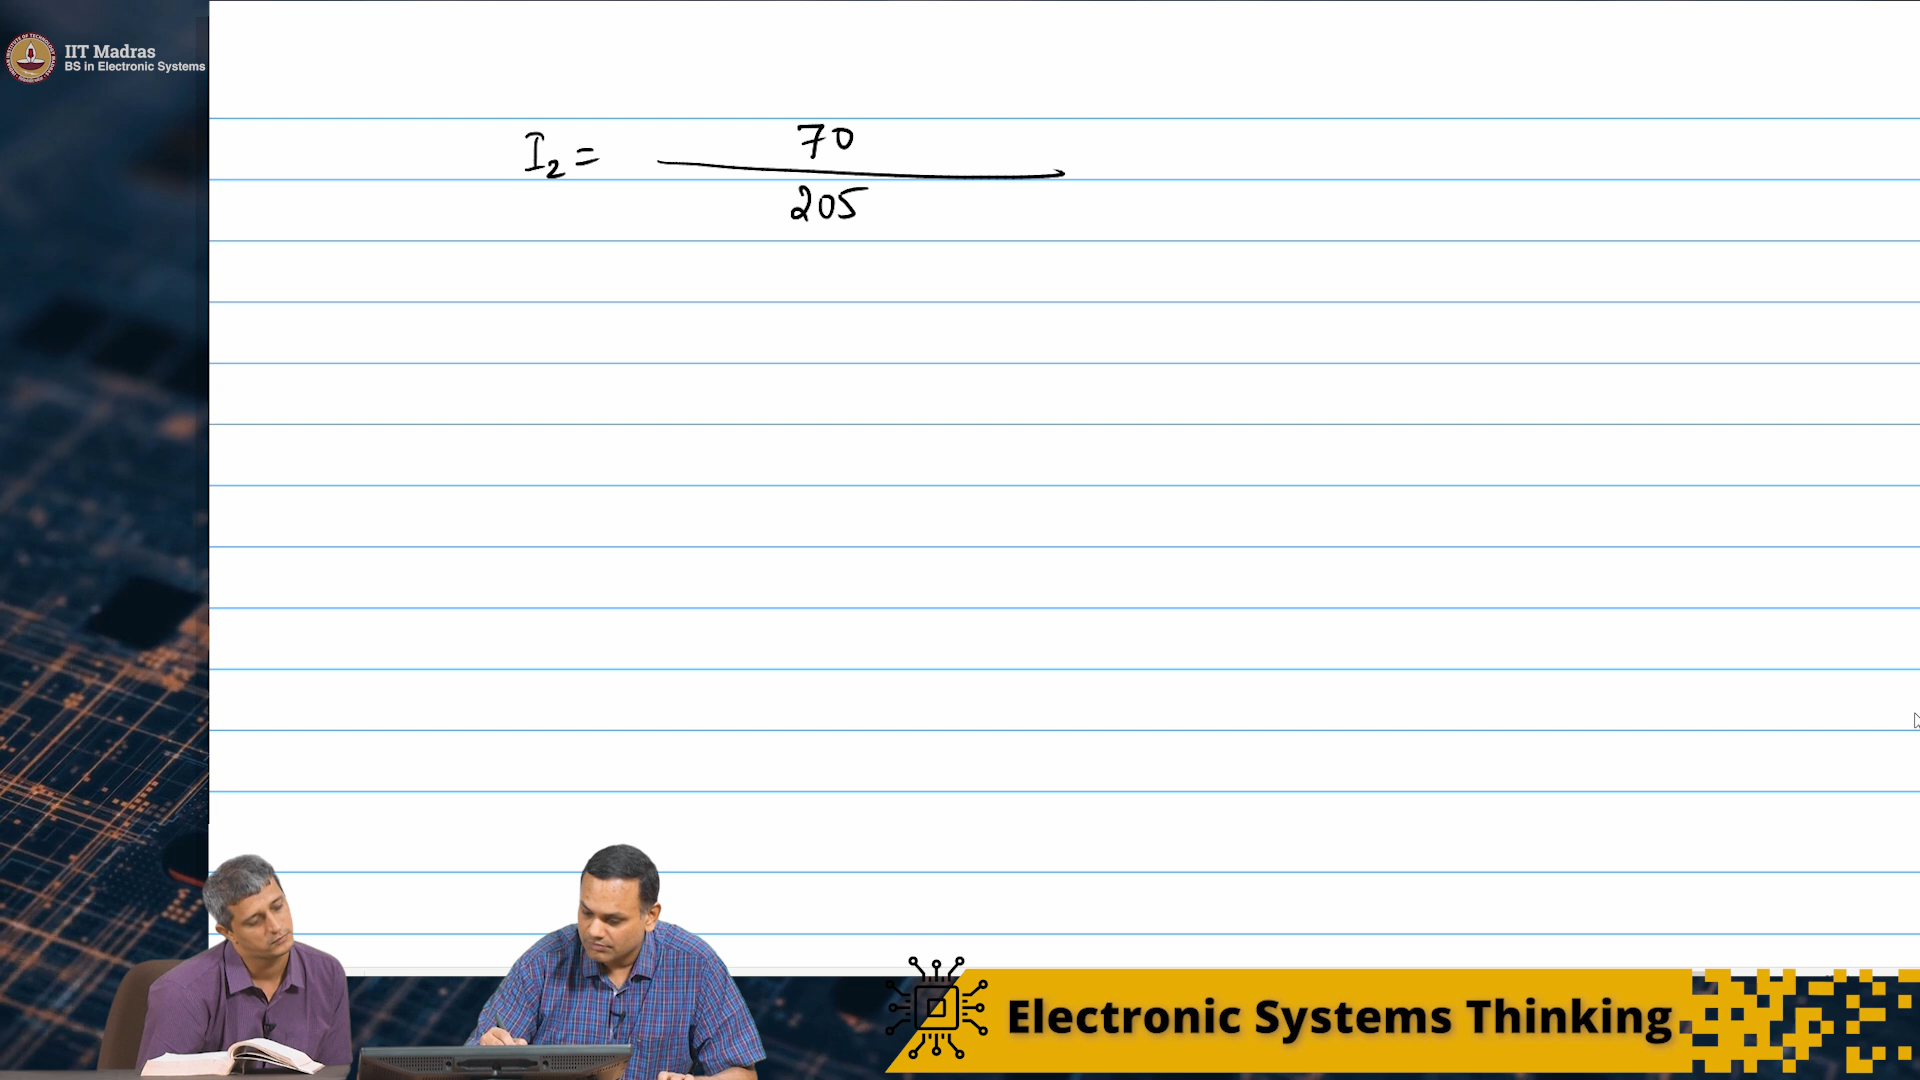 IIT Madras
BS in Electronic Systems
I₂ = 70
205
Electronic Systems Thinking